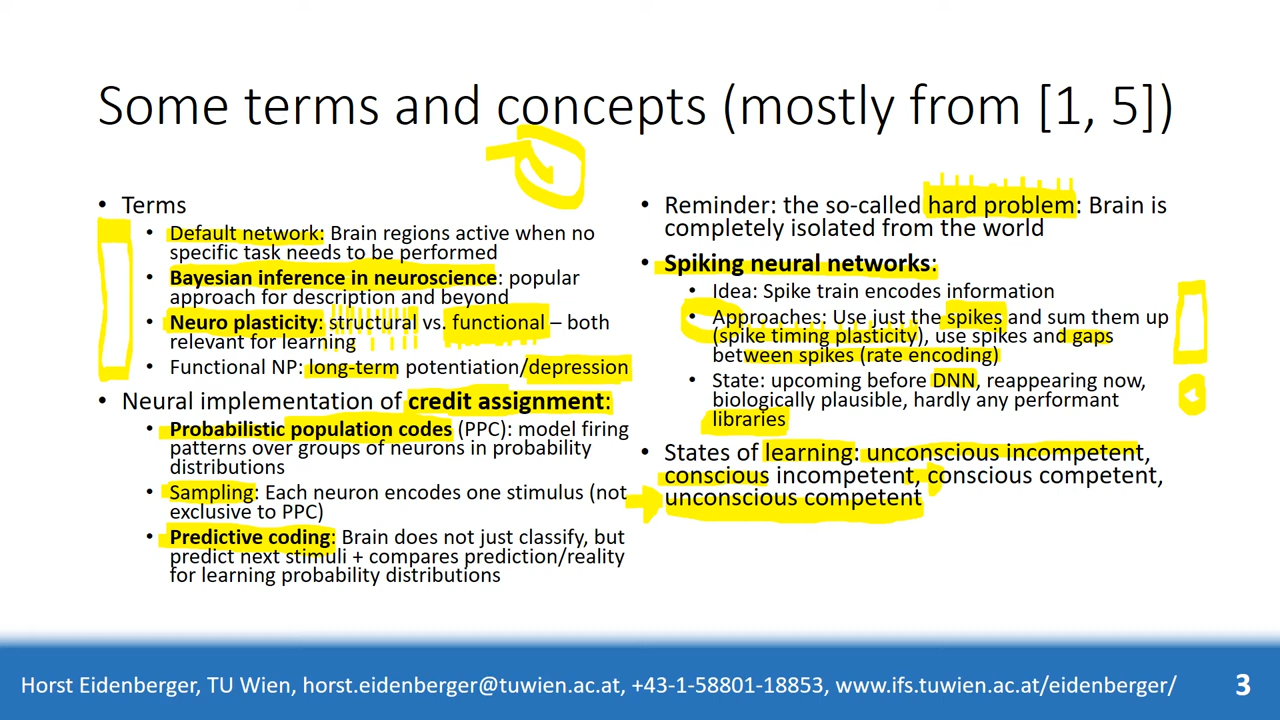 Some terms and concepts (mostly from [1, 5])
• Terms
• Default network: Brain regions active when no
specific task needs to be performed
• Bayesian inference in neuroscience: popular
approach for description and beyond
• Neuro plasticity: structural vs. functional – both
relevant for learning
• Functional NP: long-term potentiation/depression
• Neural implementation of credit assignment:
• Probabilistic population codes (PPC): model firing
patterns over groups of neurons in probability
distributions
• Sampling: Each neuron encodes one stimulus (not
exclusive to PPC)
• Predictive coding: Brain does not just classify, but
predict next stimuli + compares prediction/reality
for learning probability distributions
• Reminder: the so-called hard problem: Brain is
completely isolated from the world
• Spiking neural networks:
• Idea: Spike train encodes information
• Approaches: Use just the spikes and sum them up
(spike timing plasticity), use spikes and gaps
between spikes (rate encoding)
• State: upcoming before DNN, reappearing now,
biologically plausible, hardly any performant
libraries
• States of learning: unconscious incompetent,
conscious incompetent, conscious competent,
unconscious competent
Horst Eidenberger, TU Wien, horst.eidenberger@tuwien.ac.at, +43-1-58801-18853, www.ifs.tuwien.ac.at/eidenberger/
3